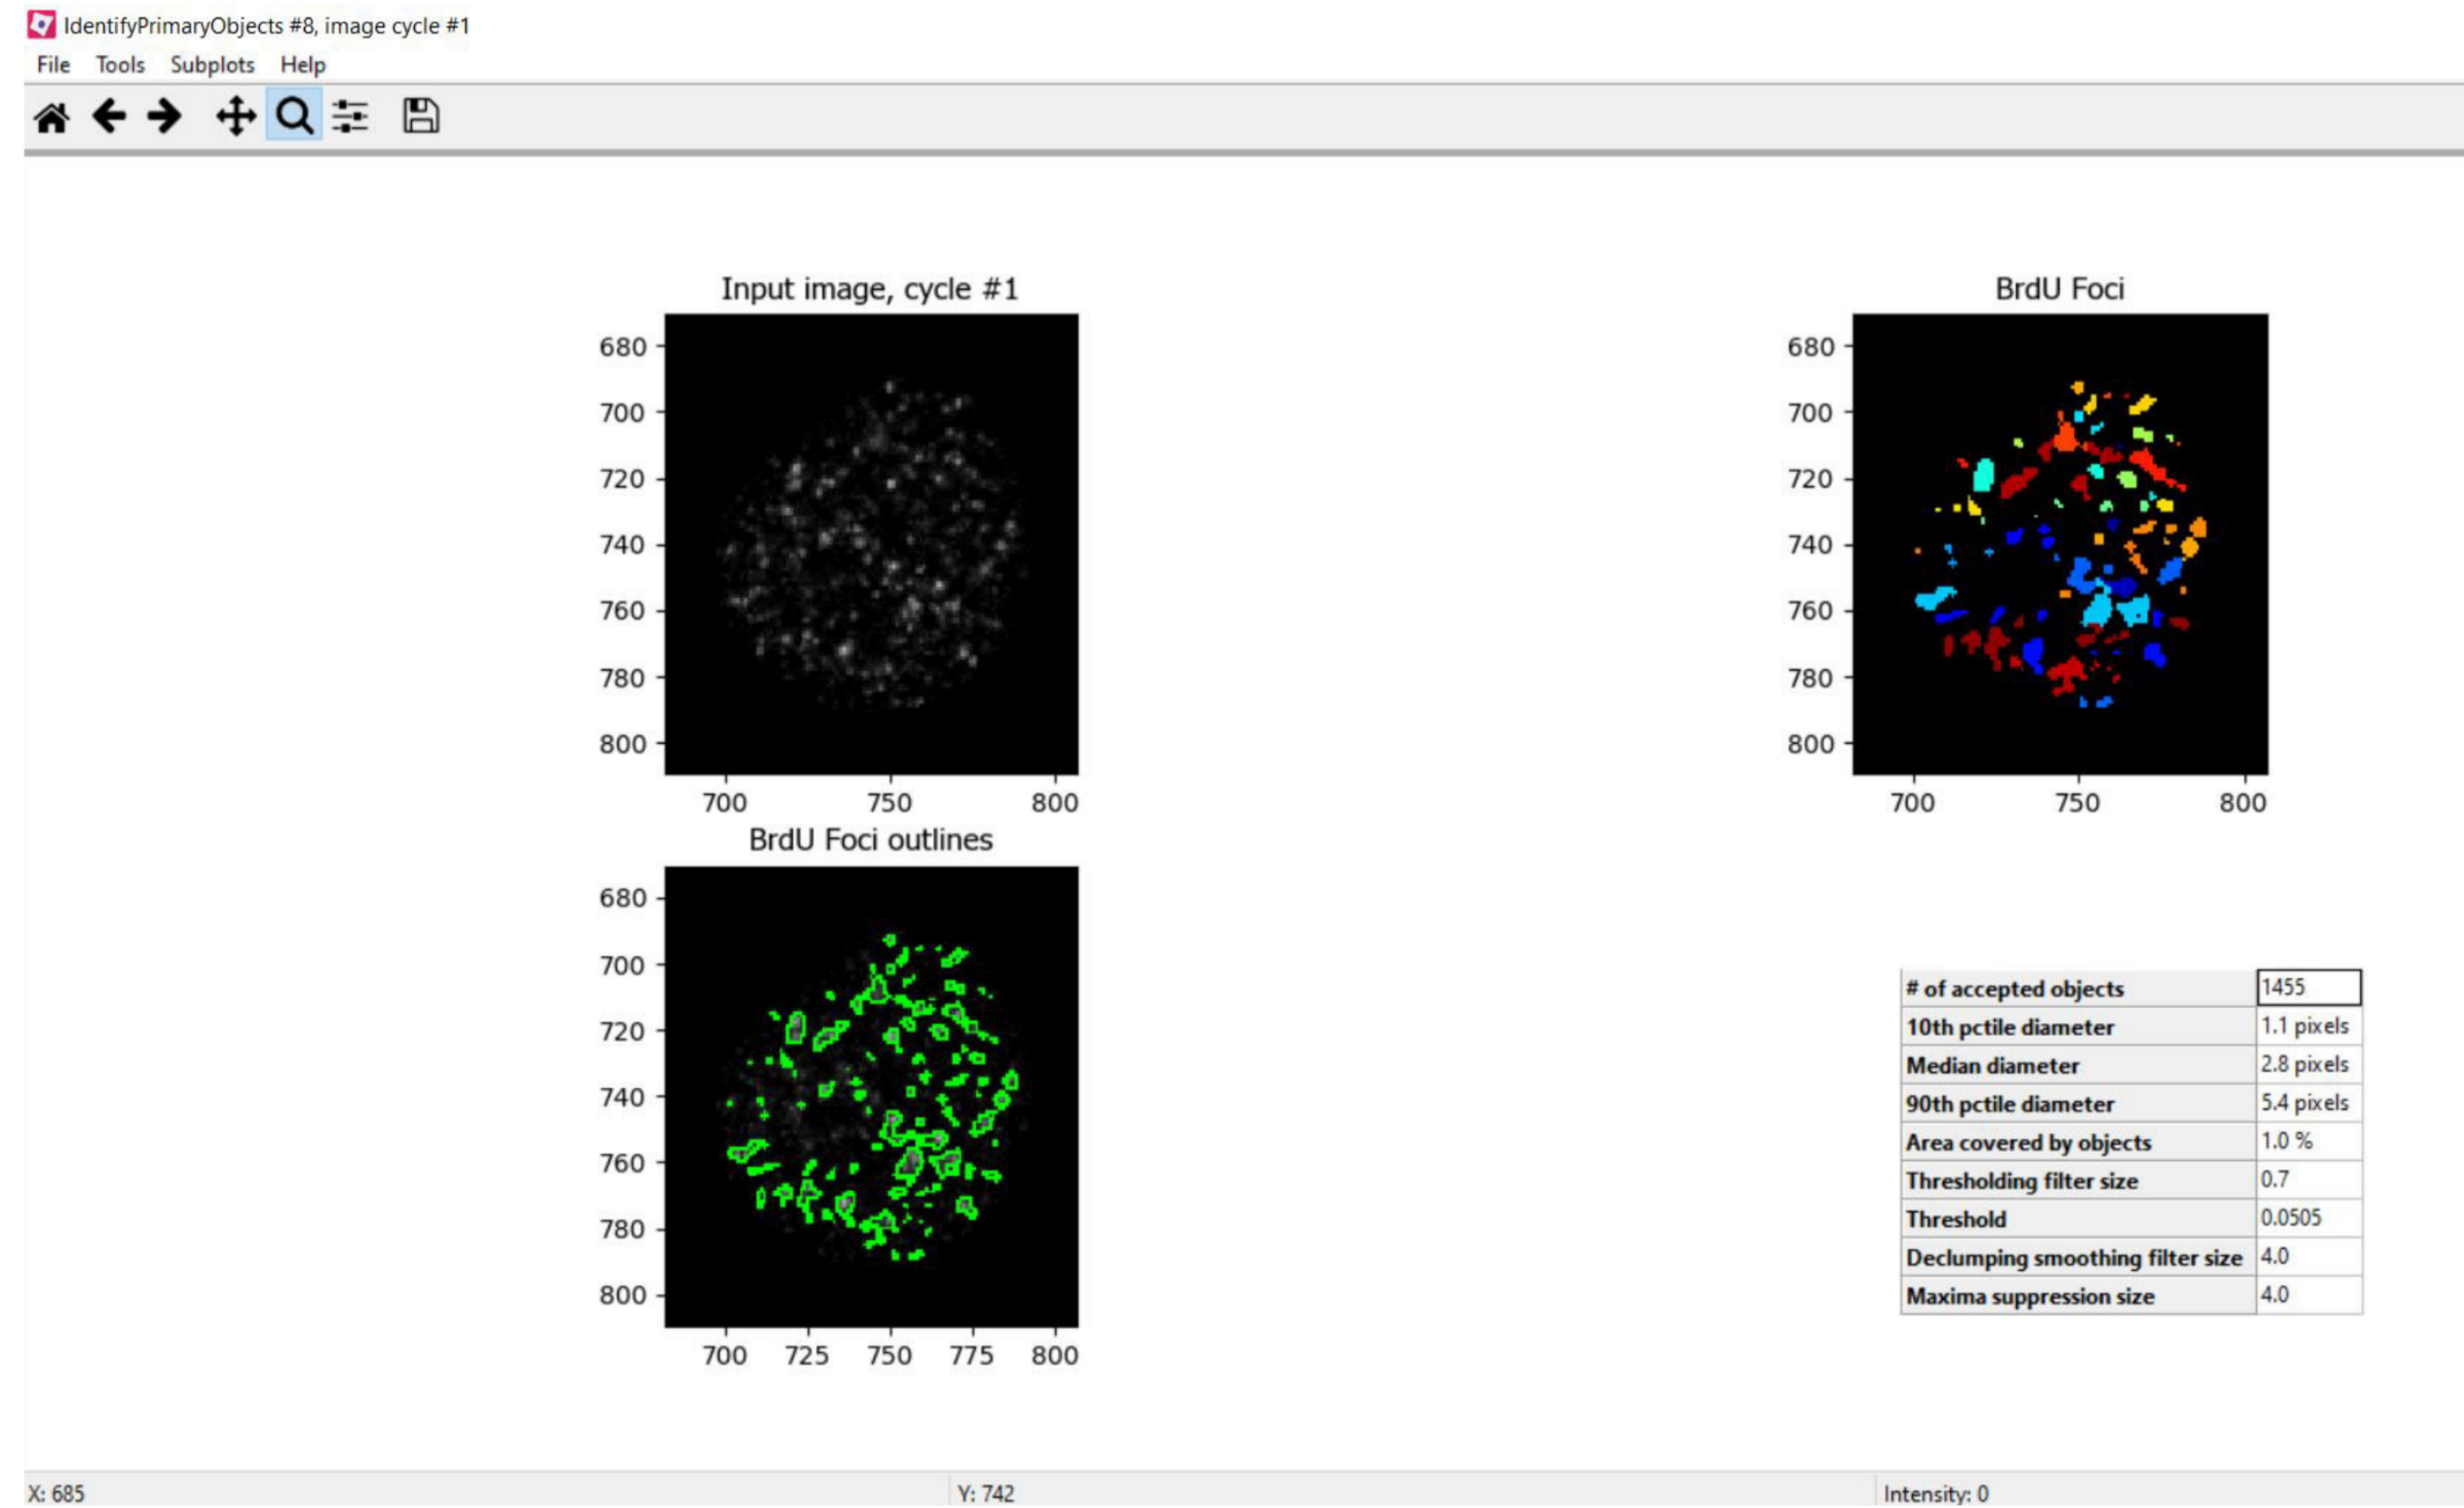 IdentifyPrimaryObjects #8, image cycle #1
File Tools Subplots Help
Input image, cycle #1
680
700
720
740
760
780
800
700 750 800
BrdU Foci
680
700
720
740
760
780
800
700 750 800
BrdU Foci outlines
680
700
720
740
760
780
800
700 725 750 775 800
# of accepted objects 1455
10th pctile diameter 1.1 pixels
Median diameter 2.8 pixels
90th pctile diameter 5.4 pixels
Area covered by objects 1.0 %
Thresholding filter size 0.7
Threshold 0.0505
Declumping smoothing filter size 4.0
Maxima suppression size 4.0
X: 685 Y: 742 Intensity: 0